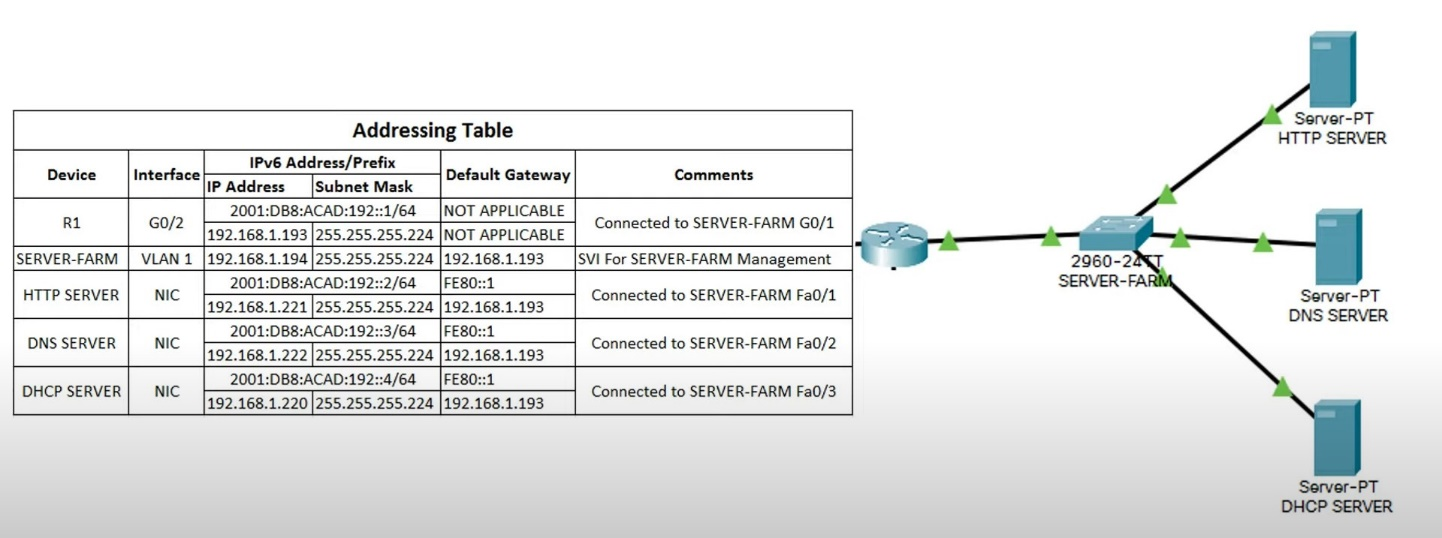 Addressing Table
Device Interface IPv6 Address/Prefix Default Gateway Comments
IP Address Subnet Mask
R1 G0/2 2001:DB8:ACAD:192::1/64 NOT APPLICABLE Connected to SERVER-FARM G0/1
192.168.1.193 255.255.255.224 NOT APPLICABLE
SERVER-FARM VLAN 1 192.168.1.194 255.255.255.224 192.168.1.193 SVI For SERVER-FARM Management
HTTP SERVER NIC 2001:DB8:ACAD:192::2/64 FE80::1 Connected to SERVER-FARM Fa0/1
192.168.1.221 255.255.255.224 192.168.1.193
DNS SERVER NIC 2001:DB8:ACAD:192::3/64 FE80::1 Connected to SERVER-FARM Fa0/2
192.168.1.222 255.255.255.224 192.168.1.193
DHCP SERVER NIC 2001:DB8:ACAD:192::4/64 FE80::1 Connected to SERVER-FARM Fa0/3
192.168.1.220 255.255.255.224 192.168.1.193
2960-24TT
SERVER-FARM
Server-PT
HTTP SERVER
Server-PT
DNS SERVER
Server-PT
DHCP SERVER